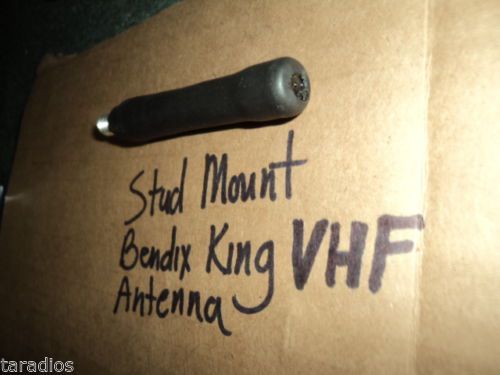 Stud Mount
Bendix King VHF
Antenna
taradios